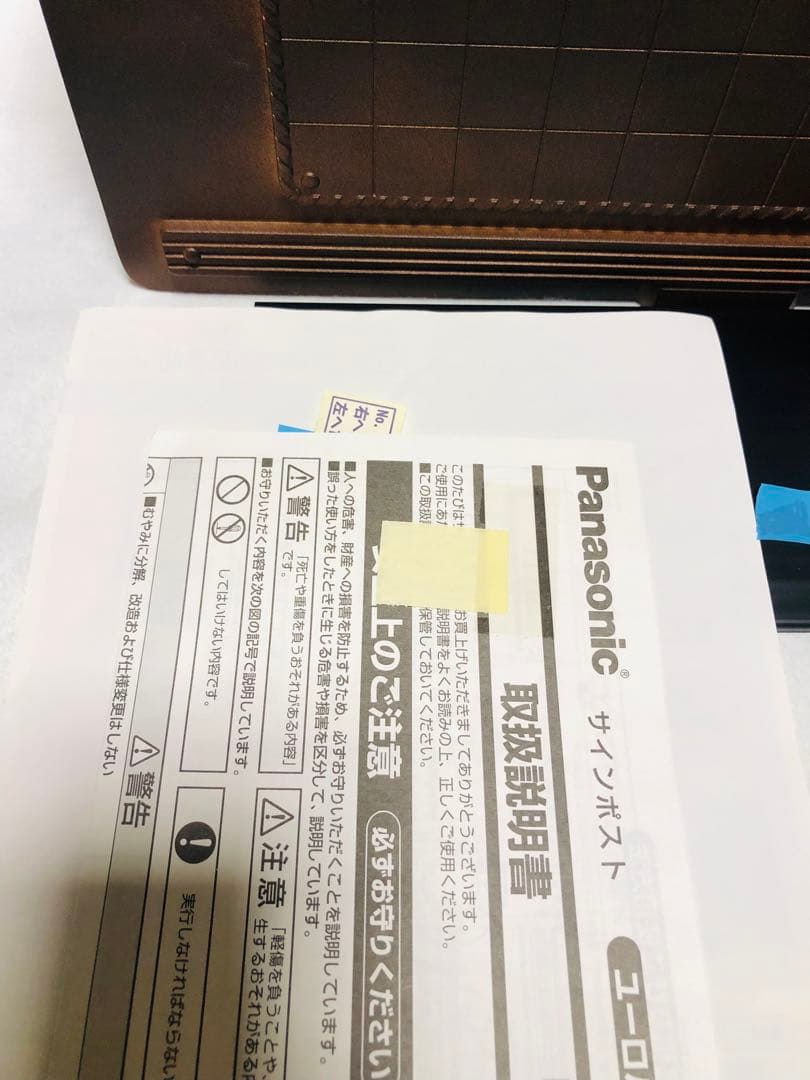 No.
右へ
左へ
Panasonic®
サインポスト
ユーロ
取扱説明書
このたびは
お買上げいただきましてありがとうございます。
ご使用にあた
説明書をよくお読みの上、正しくご使用ください。
■この取扱説
保管しておいてください。
上のご注意
必ずお守りください
■人への危害、財産への損害を防止するため、必ずお守りいただくことを説明しています。
■誤った使い方をしたときに生じる危害や損害を区分して、説明しています。
警告
「死亡や重傷を負うおそれがある内容」
です。
注意
「軽傷を負うことや、
生するおそれがある
■お守りいただく内容を次の図の記号で説明しています。
してはいけない内容です。
実行しなければならない
警告
■むやみに分解、改造および仕様変更はしない